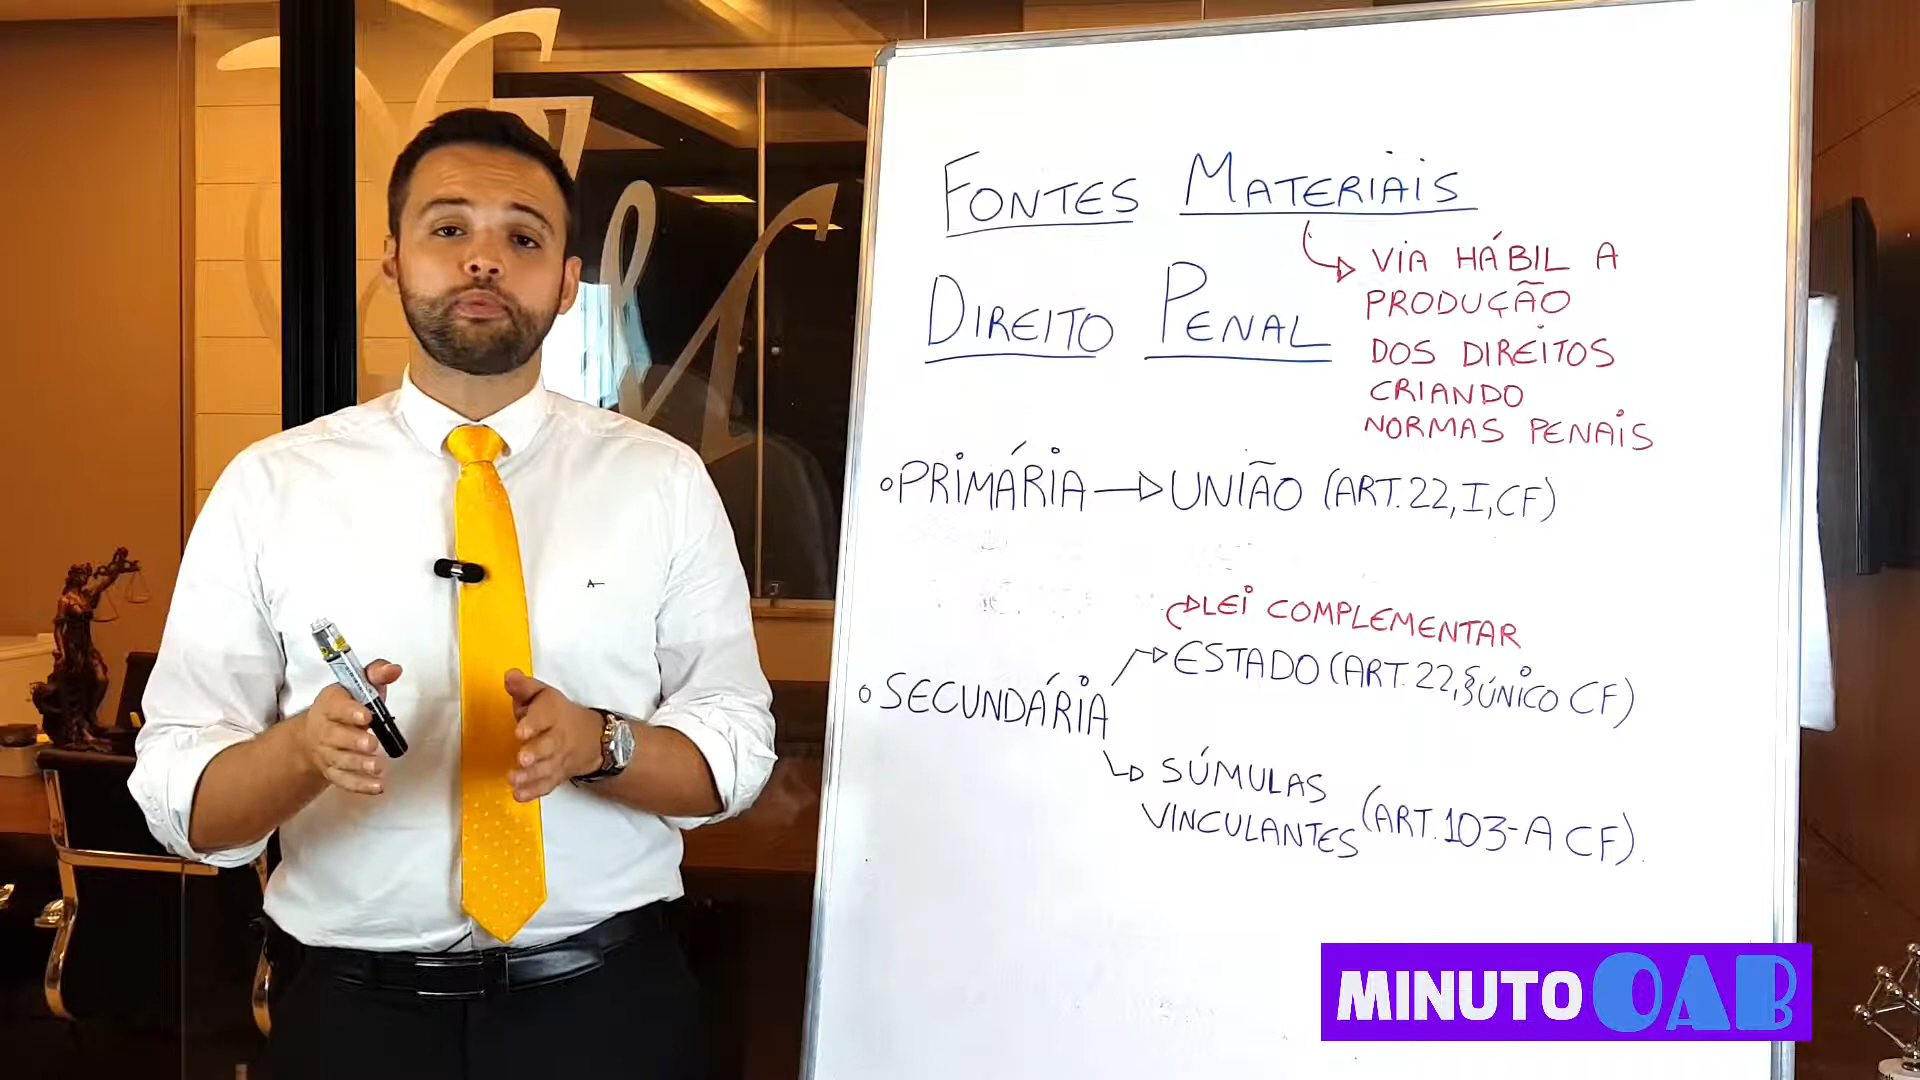 FONTES MATERIAIS
VIA HÁBIL A
PRODUÇÃO
DOS DIREITOS
CRIANDO
NORMAS PENAIS
DIREITO PENAL
PRIMÁRIA → UNIÃO (ART. 22, I, CF)
LEI COMPLEMENTAR
ESTADO (ART. 22, § ÚNICO CF)
SECUNDÁRIA
SÚMULAS
VINCULANTES (ART. 103-A CF).
MINUTO OAB